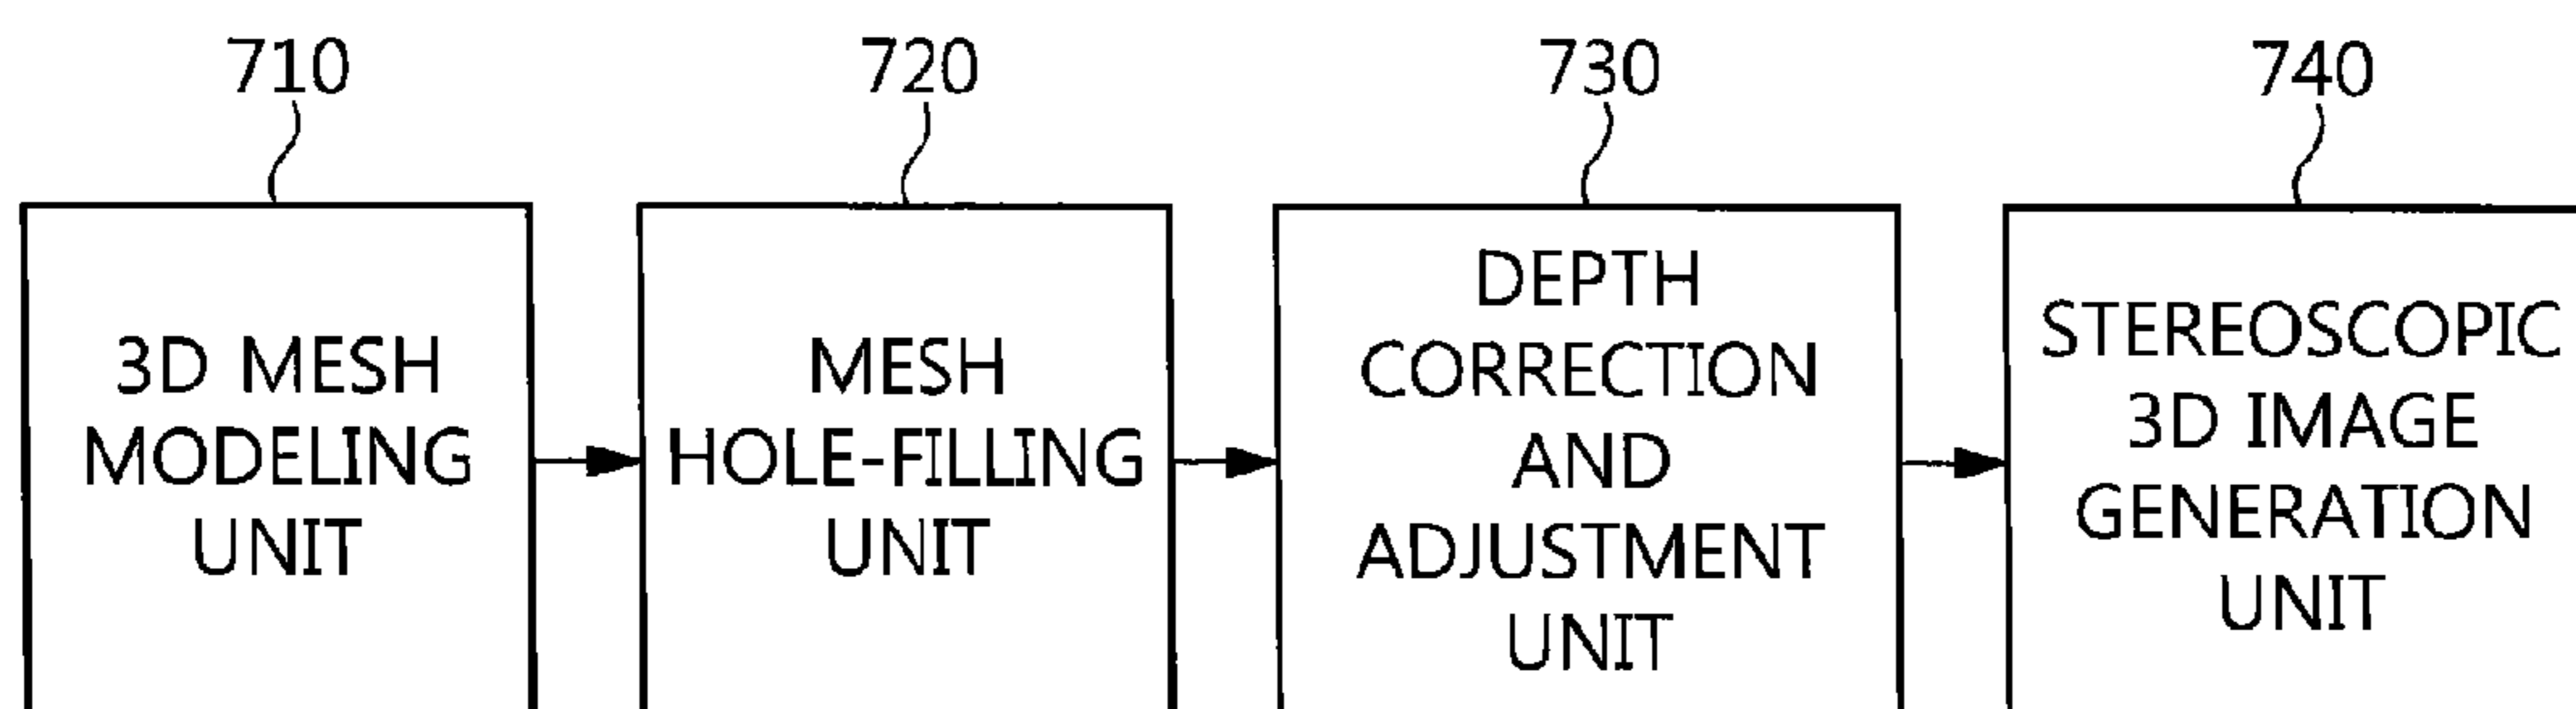 710
720
730
740
3D MESH
MODELING
UNIT
MESH
HOLE-FILLING
UNIT
DEPTH
CORRECTION
AND
ADJUSTMENT
UNIT
STEREOSCOPIC
3D IMAGE
GENERATION
UNIT